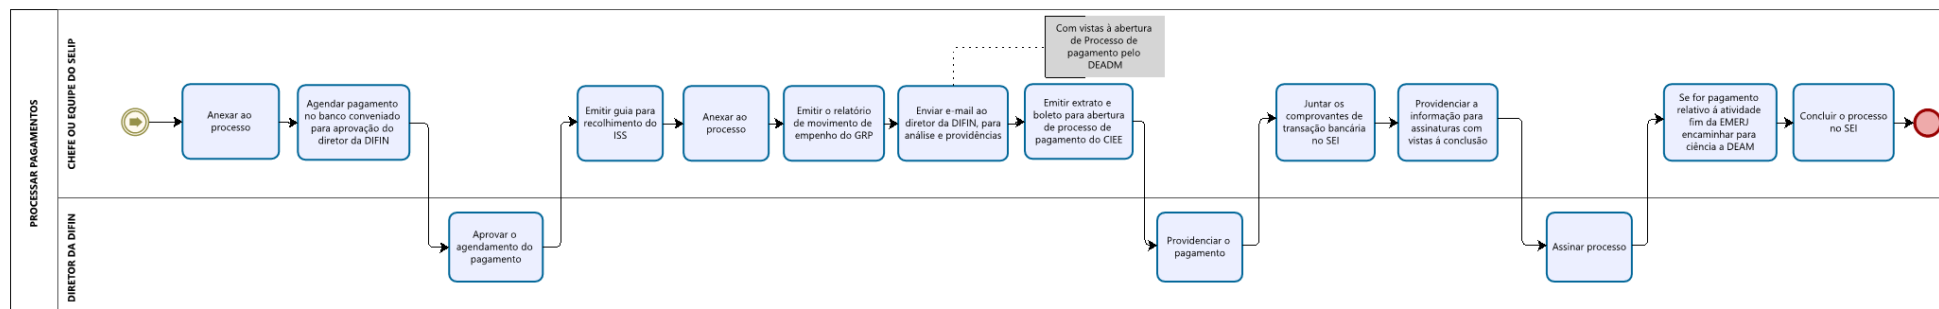 PROCESSAR PAGAMENTOS
CHEFE OU EQUIPE DO SELIP
Anexar ao
processo
Agendar pagamento
no banco conveniado
para aprovação do
diretor da DIFIN
Emitir guia para
recolhimento do
ISS
Anexar ao
processo
Emitir o relatório
de movimento de
empenho do GRP
Enviar e-mail ao
diretor da DIFIN, para
análise e providências
Com vistas à abertura
de Processo de
pagamento pelo
DEADM
Emitir extrato e
boleto para abertura
de processo de
pagamento do CIEE
Juntar os
comprovantes de
transação bancária
no SEI
Providenciar a
informação para
assinaturas com
vistas á conclusão
Se for pagamento
relativo á atividade
fim da EMERJ
encaminhar para
ciência a DEAM
Concluir o processo
no SEI
DIRETOR DA DIFIN
Aprovar o
agendamento do
pagamento
Providenciar o
pagamento
Assinar processo